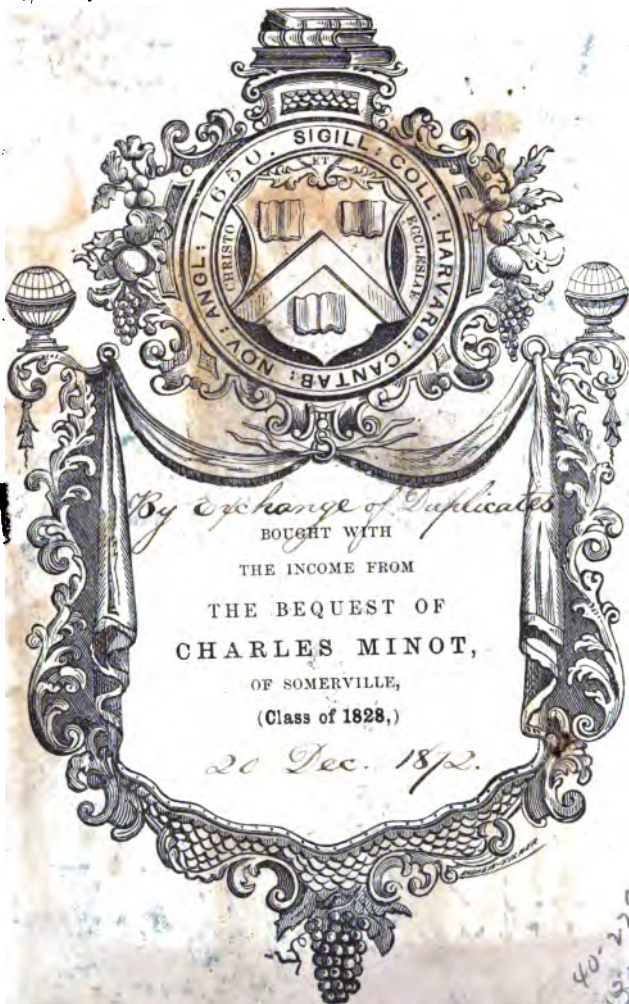 SIGILL: COLL: HARVARD: CANTAB: NOV: ANGL: 1650.
ET
CHRISTO
ECCLESIAE
By Exchange of Duplicates
BOUGHT WITH
THE INCOME FROM
THE BEQUEST OF
CHARLES MINOT,
OF SOMERVILLE,
(Class of 1828,)
20 Dec. 1872.